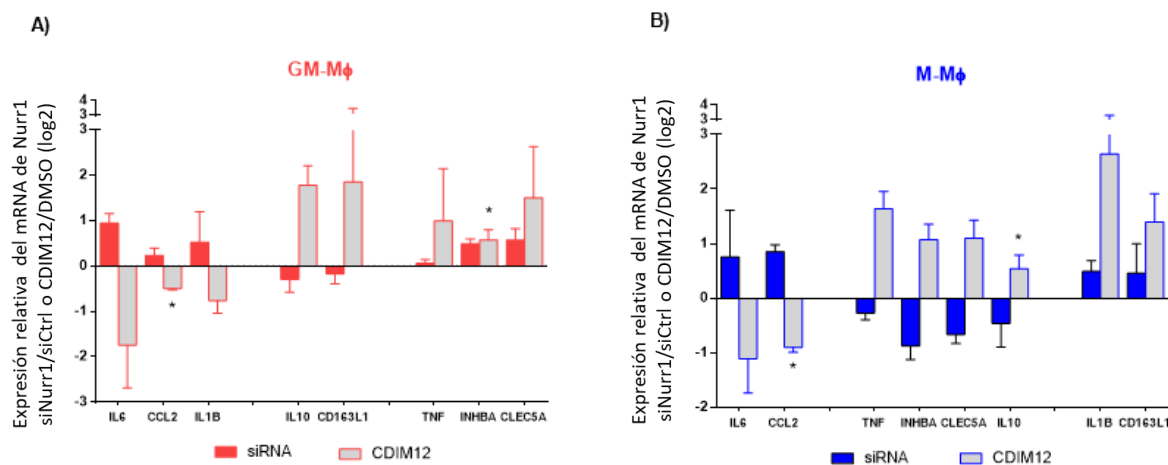 A)
GM-Mϕ
Expresión relativa del mRNA de Nurr1
siNurr1/siCtrl o CDIM12/DMSO (log2)
4
3
3
2
1
0
-1
-2
-3
*
*
IL6 CCL2 IL1B IL10 CD163L1 TNF INHBA CLEC5A
siRNA CDIM12
B)
M-Mϕ
Expresión relativa del mRNA de Nurr1
siNurr1/siCtrl o CDIM12/DMSO (log2)
4
3
3
2
1
0
-1
-2
*
*
IL6 CCL2 TNF INHBA CLEC5A IL10 IL1B CD163L1
siRNA CDIM12